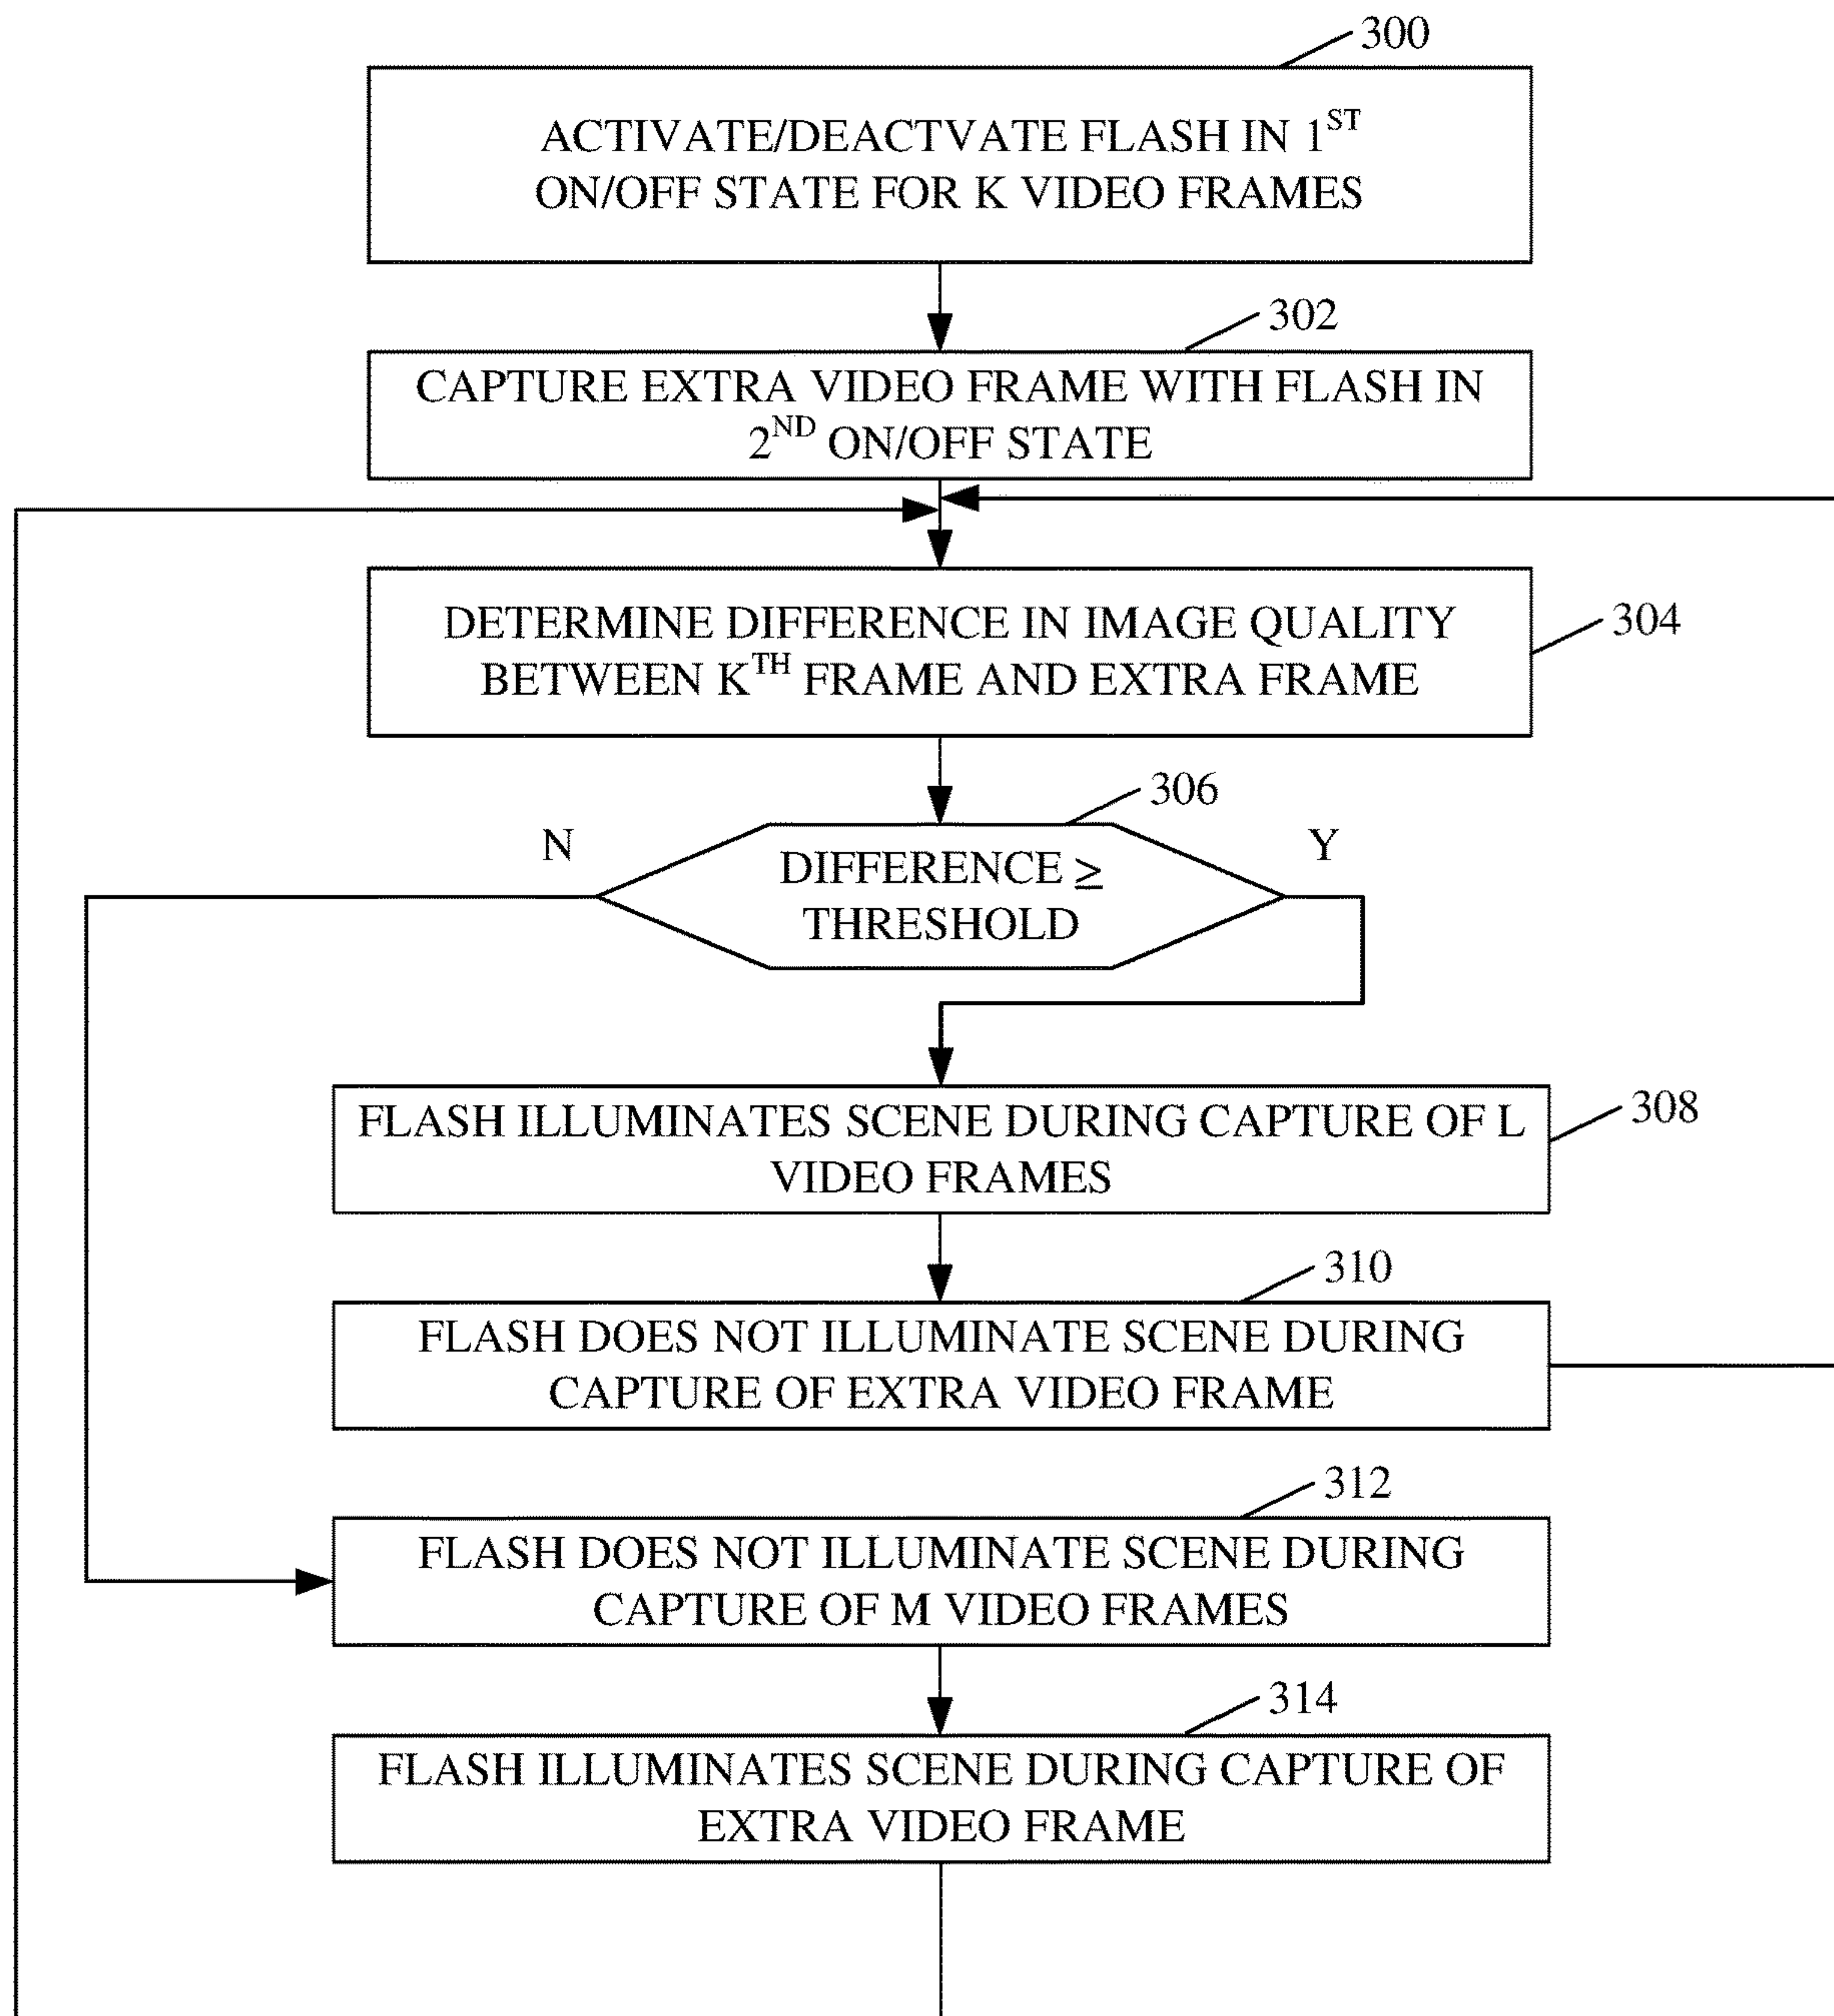 300
ACTIVATE/DEACTVATE FLASH IN 1ST
ON/OFF STATE FOR K VIDEO FRAMES
302
CAPTURE EXTRA VIDEO FRAME WITH FLASH IN
2ND ON/OFF STATE
DETERMINE DIFFERENCE IN IMAGE QUALITY
BETWEEN KTH FRAME AND EXTRA FRAME
304
306
N
Y
DIFFERENCE ≥
THRESHOLD
FLASH ILLUMINATES SCENE DURING CAPTURE OF L
VIDEO FRAMES
308
310
FLASH DOES NOT ILLUMINATE SCENE DURING
CAPTURE OF EXTRA VIDEO FRAME
312
FLASH DOES NOT ILLUMINATE SCENE DURING
CAPTURE OF M VIDEO FRAMES
314
FLASH ILLUMINATES SCENE DURING CAPTURE OF
EXTRA VIDEO FRAME